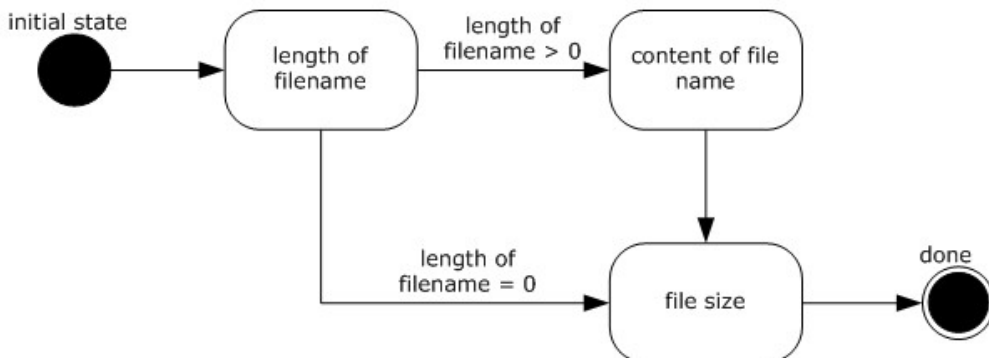 initial state
length of
filename
length of
filename > 0
content of file
name
length of
filename = 0
file size
done